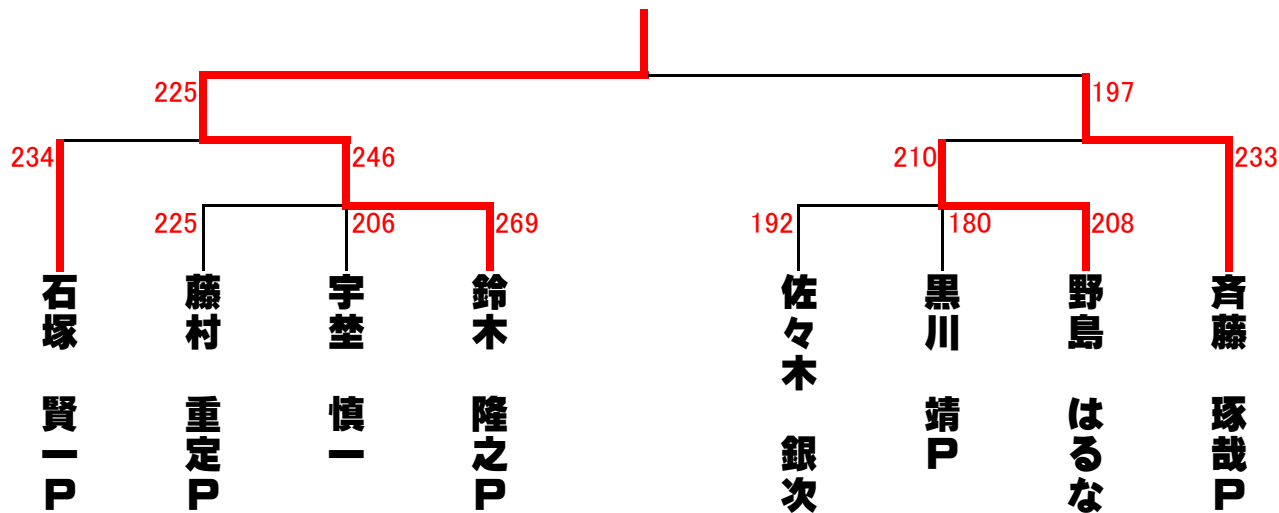 225
197
234
246
210
233
225
206
269
192
180
208
石塚 賢一P
藤村 重定P
宇埜 慎一
鈴木 隆之P
佐々木 銀次
黒川 靖P
野島 はるな
斉藤 琢哉P